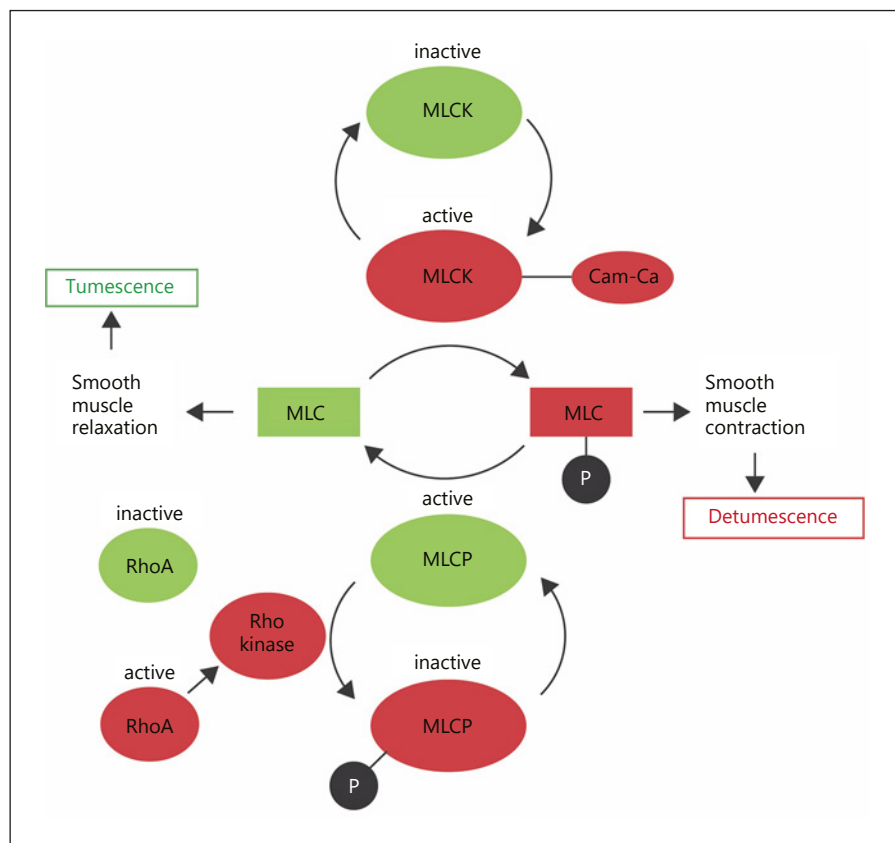 inactive
MLCK
active
MLCK
Cam-Ca
Tumescence
Smooth
muscle
relaxation
MLC
MLC
P
Smooth
muscle
contraction
Detumescence
active
MLCP
inactive
RhoA
Rho
kinase
active
RhoA
inactive
MLCP
P